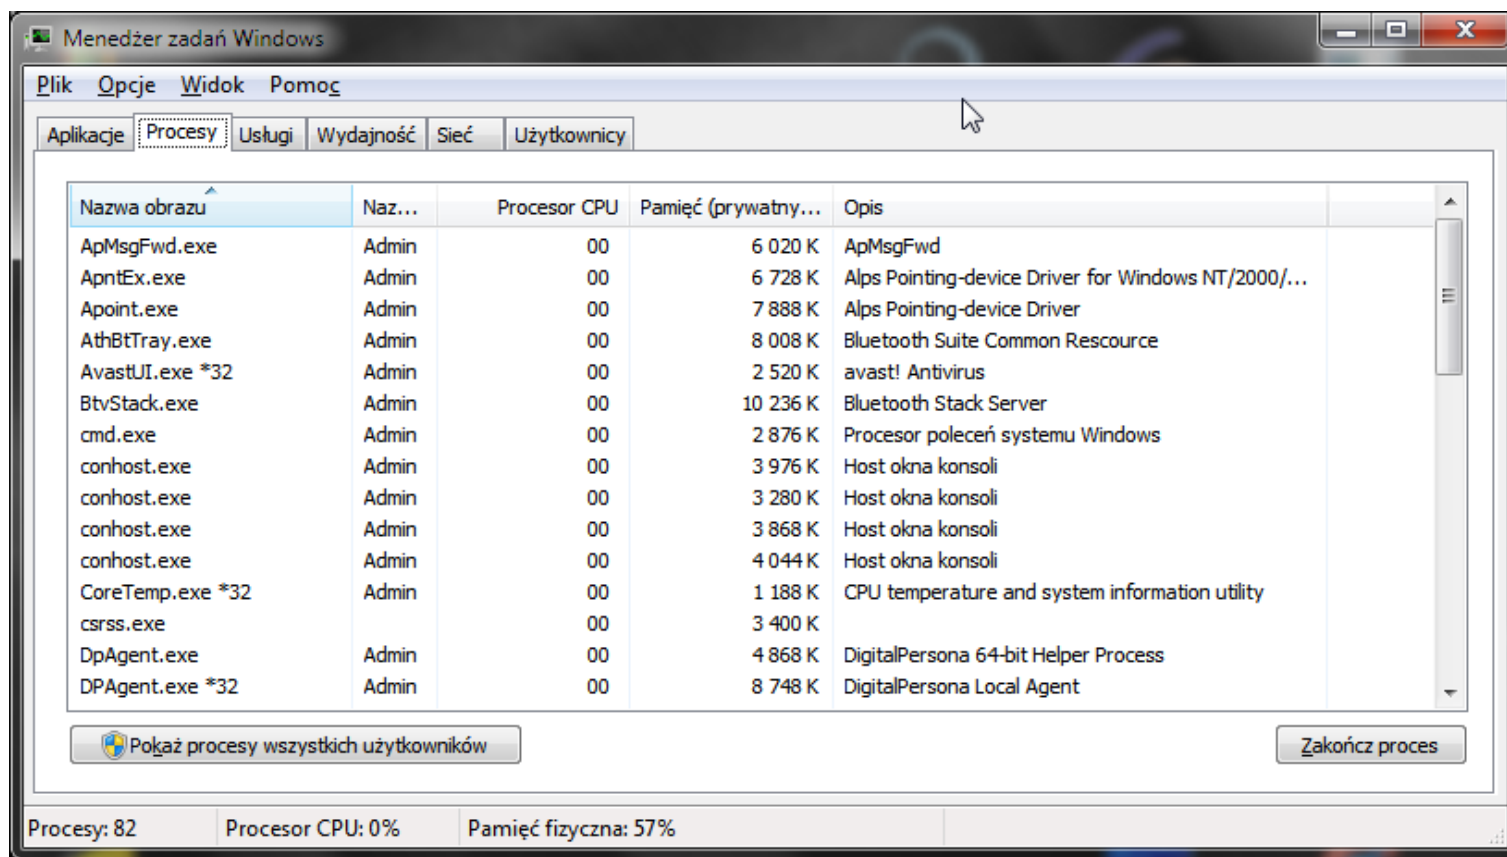 Menedżer zadań Windows
Plik Opcje Widok Pomoc
Aplikacje Procesy Usługi Wydajność Sieć Użytkownicy
Nazwa obrazu Naz... Procesor CPU Pamięć (prywatny... Opis
ApMsgFwd.exe Admin 00 6 020 K ApMsgFwd
ApntEx.exe Admin 00 6 728 K Alps Pointing-device Driver for Windows NT/2000/...
Apoint.exe Admin 00 7 888 K Alps Pointing-device Driver
AthBtTray.exe Admin 00 8 008 K Bluetooth Suite Common Rescource
AvastUI.exe *32 Admin 00 2 520 K avast! Antivirus
BtvStack.exe Admin 00 10 236 K Bluetooth Stack Server
cmd.exe Admin 00 2 876 K Procesor poleceń systemu Windows
conhost.exe Admin 00 3 976 K Host okna konsoli
conhost.exe Admin 00 3 280 K Host okna konsoli
conhost.exe Admin 00 3 868 K Host okna konsoli
conhost.exe Admin 00 4 044 K Host okna konsoli
CoreTemp.exe *32 Admin 00 1 188 K CPU temperature and system information utility
csrss.exe 00 3 400 K
DpAgent.exe Admin 00 4 868 K DigitalPersona 64-bit Helper Process
DPAgent.exe *32 Admin 00 8 748 K DigitalPersona Local Agent
Pokaż procesy wszystkich użytkowników Zakończ proces
Procesy: 82 Procesor CPU: 0% Pamięć fizyczna: 57%